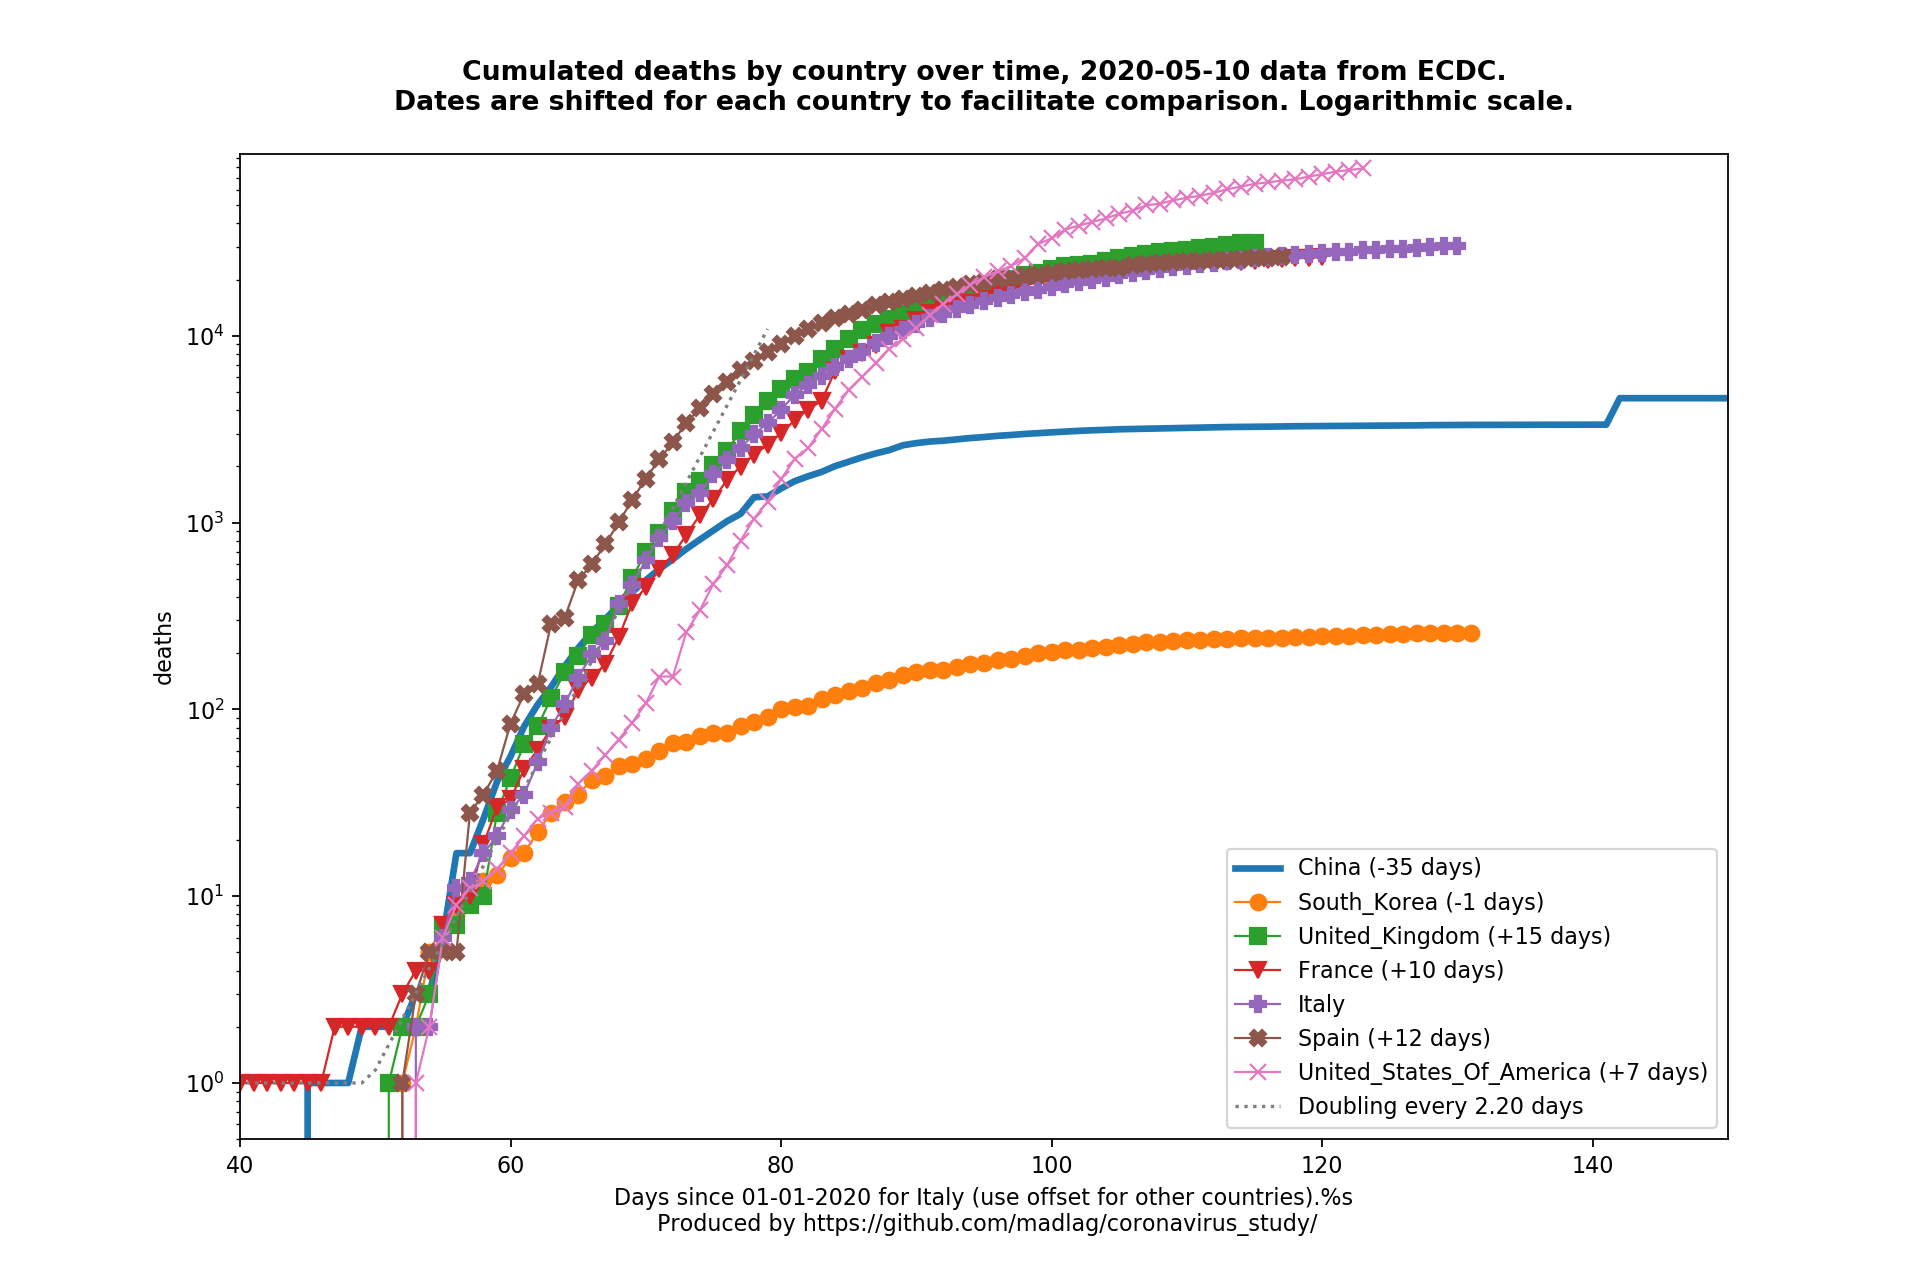 Cumulated deaths by country over time, 2020-05-10 data from ECDC.
Dates are shifted for each country to facilitate comparison. Logarithmic scale.
deaths
10^4
10^3
10^2
10^1
10^0
China (-35 days)
South_Korea (-1 days)
United_Kingdom (+15 days)
France (+10 days)
Italy
Spain (+12 days)
United_States_Of_America (+7 days)
Doubling every 2.20 days
40 60 80 100 120 140
Days since 01-01-2020 for Italy (use offset for other countries).%s
Produced by https://github.com/madlag/coronavirus_study/